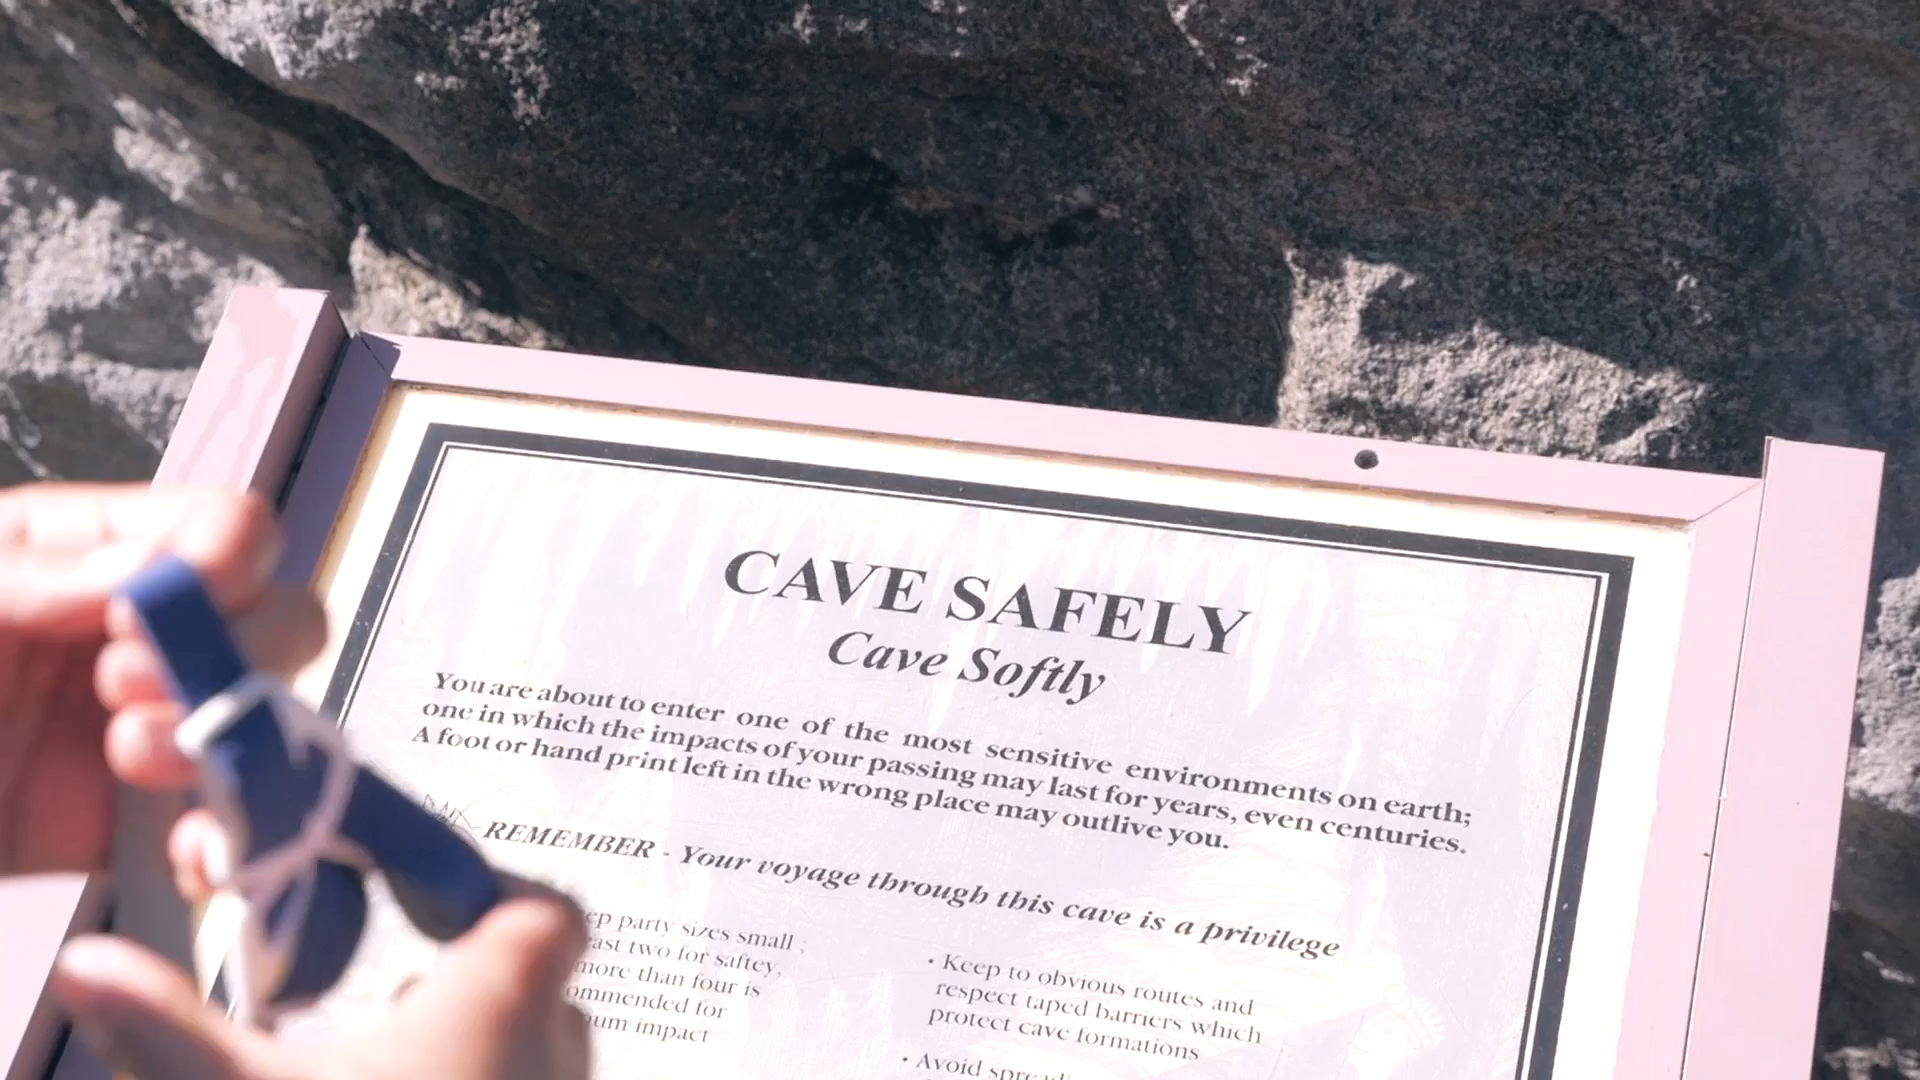 CAVE SAFELY
Cave Softly
You are about to enter one of the most sensitive environments on earth;
one in which the impacts of your passing may last for years, even centuries.
A foot or hand print left in the wrong place may outlive you.
REMEMBER - Your voyage through this cave is a privilege
party sizes small ;
two for saftey,
more than four is
for
impact
• Keep to obvious routes and
respect taped barriers which
protect cave formations
• Avoid